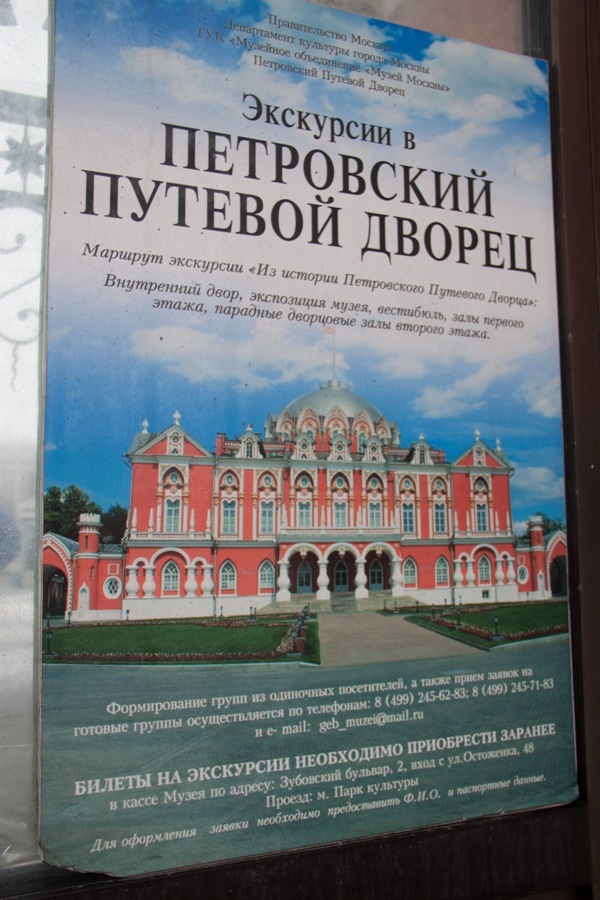 Правительство Москвы
Департамент культуры города Москвы
ГУК «Музейное объединение «Музей Москвы»
Петровский Путевой Дворец
Экскурсии в
ПЕТРОВСКИЙ
ПУТЕВОЙ ДВОРЕЦ
Маршрут экскурсии «Из истории Петровского Путевого Дворца»:
Внутренний двор, экспозиция музея, вестибюль, залы первого
этажа, парадные дворцовые залы второго этажа.
Формирование групп из одиночных посетителей, а также прием заявок на
готовые группы осуществляется по телефонам: 8 (499) 245-62-83; 8 (499) 245-71-83
и e- mail: geb_muzei@mail.ru
БИЛЕТЫ НА ЭКСКУРСИИ НЕОБХОДИМО ПРИОБРЕСТИ ЗАРАНЕЕ
в кассе Музея по адресу: Зубовский бульвар, 2, вход с ул.Остоженка, 48
Проезд: м. Парк культуры
Для оформления заявки необходимо предоставить Ф.И.О. и паспортные данные.